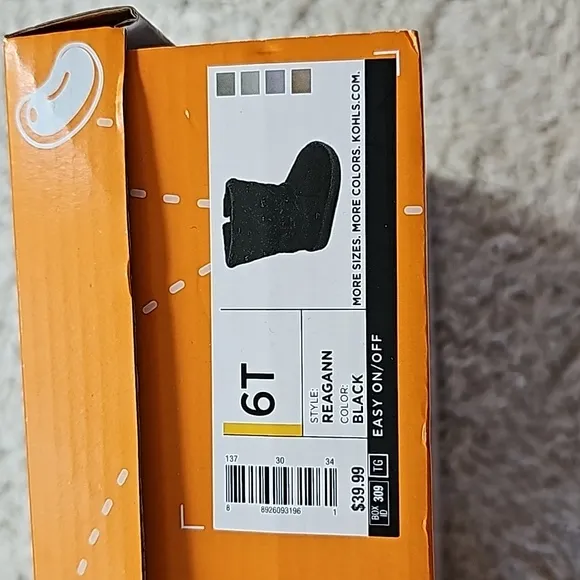 MORE SIZES. MORE COLORS. KOHLS.COM.
6T
STYLE:
REAGANN
COLOR:
BLACK
EASY ON/OFF
137 30 34
8 8926093196 1
$39.99
BOX ID 309 TG